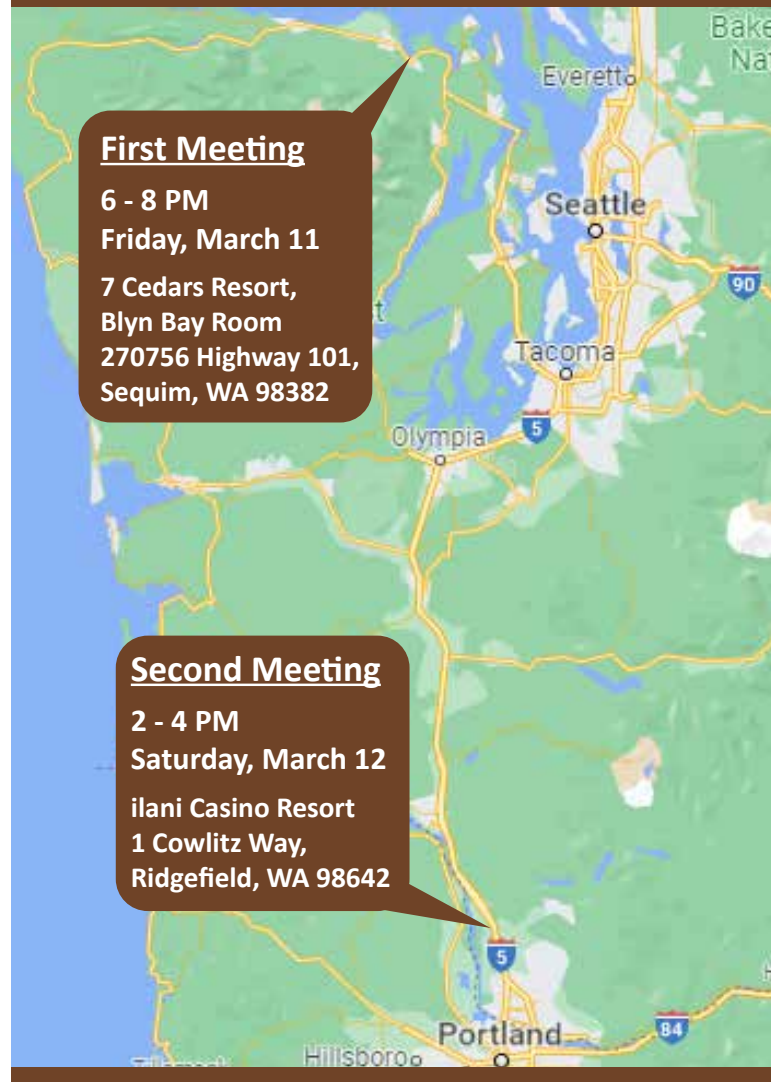 Bake
Nat
Everett
First Meeting
6 - 8 PM
Friday, March 11
7 Cedars Resort,
Blyn Bay Room
270756 Highway 101,
Sequim, WA 98382
Seattle
90
t
Tacoma
5
Olympia
Second Meeting
2 - 4 PM
Saturday, March 12
ilani Casino Resort
1 Cowlitz Way,
Ridgefield, WA 98642
5
H
84
Portland
Hillsboro